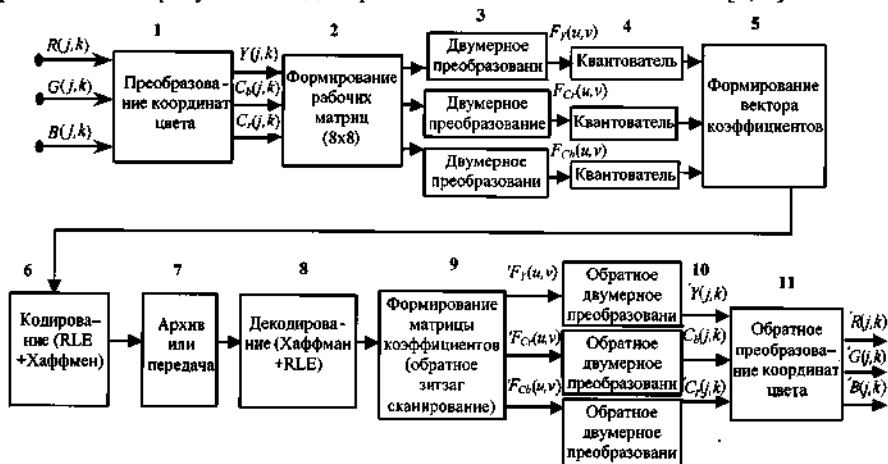 1
2
3
4
5
R(j,k)
G(j,k)
B(j,k)
Преобразова-
ние координат
цвета
Y(j,k)
C_b(j,k)
C_r(j,k)
Формирование
рабочих
матриц
(8x8)
Двумерное
преобразовани
Двумерное
преобразование
Двумерное
преобразовани
F_Y(u,v)
F_Cr(u,v)
F_Cb(u,v)
Квантователь
Квантователь
Квантователь
Формирование
вектора
коэффициентов
6
7
8
9
10
11
Кодирова-
ние (RLE
+Хаффмен)
Архив
или
передача
Декодирова-
ние (Хаффман
+RLE)
Формирование
матрицы
коэффициентов
(обратное
зитзаг
сканирование)
'F_Y(u,v)
'F_Cr(u,v)
'F_Cb(u,v)
Обратное
двумерное
преобразовани
Обратное
двумерное
преобразовани
Обратное
двумерное
преобразовани
'Y(j,k)
'C_b(j,k)
'C_r(j,k)
Обратное
преобразова-
ние координат
цвета
'R(j,k)
'G(j,k)
'B(j,k)